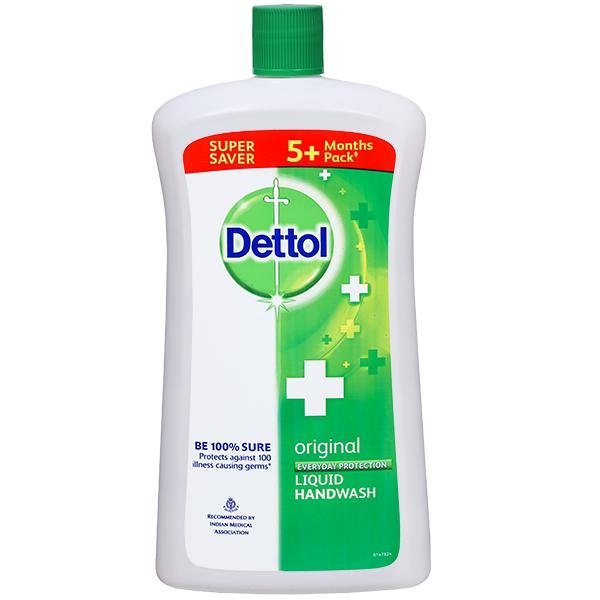 SUPER
SAVER
5+ Months
Pack‡
Dettol
BE 100% SURE
Protects against 100
illness causing germs*
original
EVERYDAY PROTECTION
LIQUID
HANDWASH
RECOMMENDED BY
INDIAN MEDICAL
ASSOCIATION